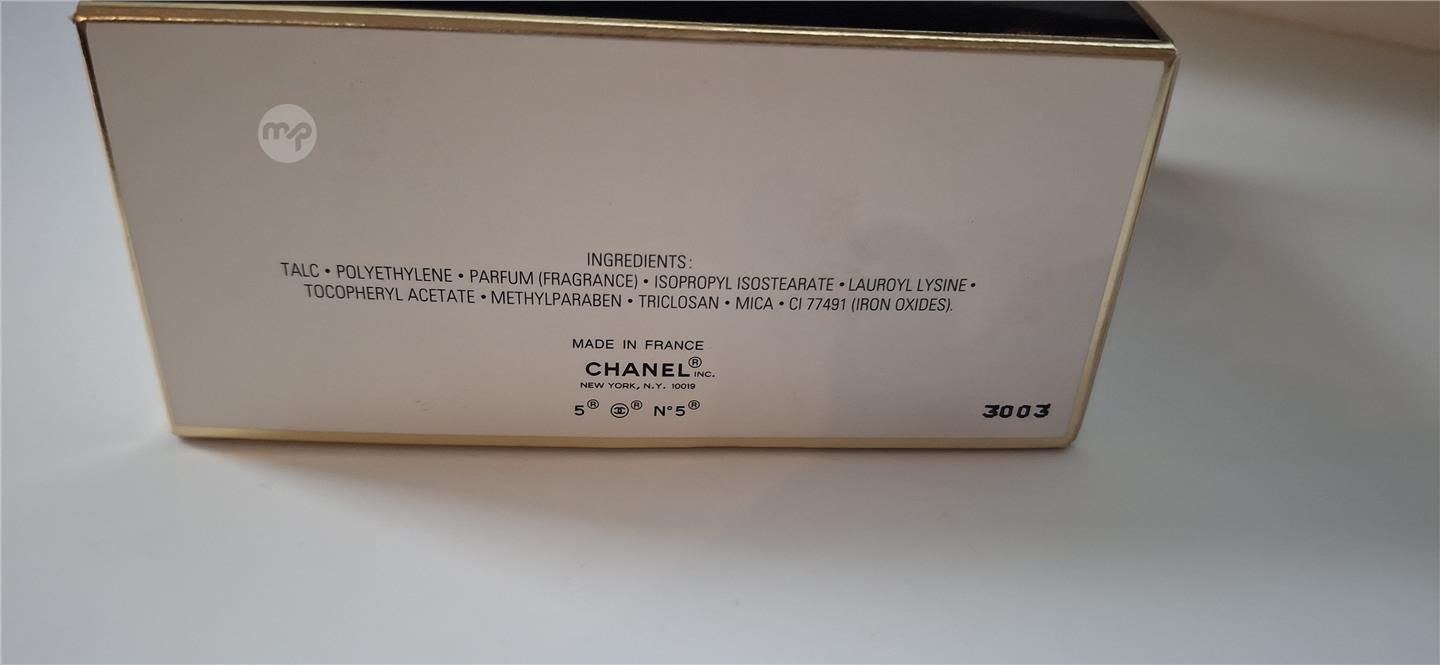 mp
INGREDIENTS:
TALC • POLYETHYLENE • PARFUM (FRAGRANCE) • ISOPROPYL ISOSTEARATE • LAUROYL LYSINE •
TOCOPHERYL ACETATE • METHYLPARABEN • TRICLOSAN • MICA • CI 77491 (IRON OXIDES).
MADE IN FRANCE
CHANEL® INC.
NEW YORK, N.Y. 10019
5® ® N°5®
3003